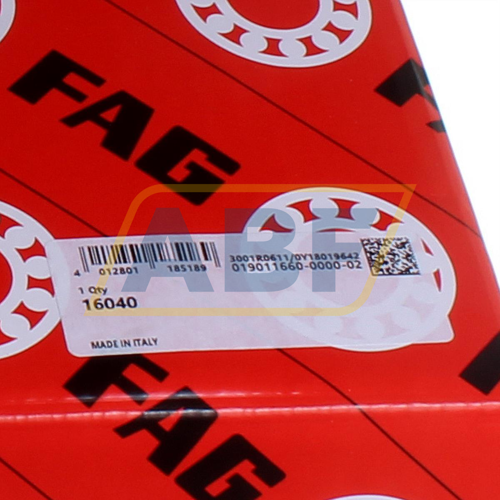 FAG
ABF
4 012801 185189
3001R0611/0Y18019642
019011660-0000-02
1 Qty
16040
MADE IN ITALY
FAG